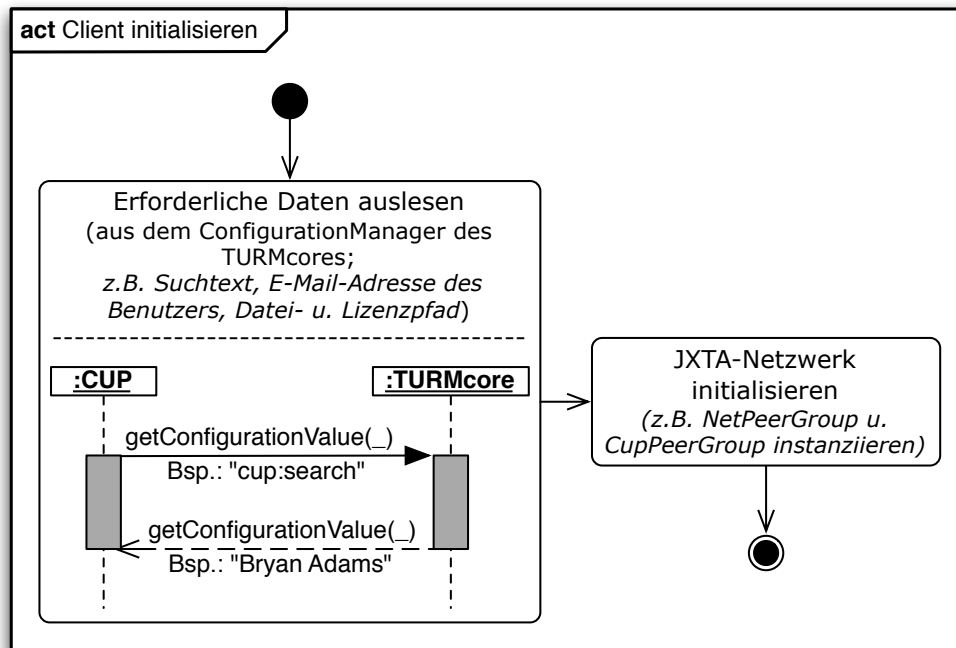 act Client initialisieren
Erforderliche Daten auslesen
(aus dem ConfigurationManager des
TURMcores;
z.B. Suchtext, E-Mail-Adresse des
Benutzers, Datei- u. Lizenzpfad)
:CUP
:TURMcore
getConfigurationValue(_)
Bsp.: "cup:search"
getConfigurationValue(_)
Bsp.: "Bryan Adams"
JXTA-Netzwerk
initialisieren
(z.B. NetPeerGroup u.
CupPeerGroup instanziieren)